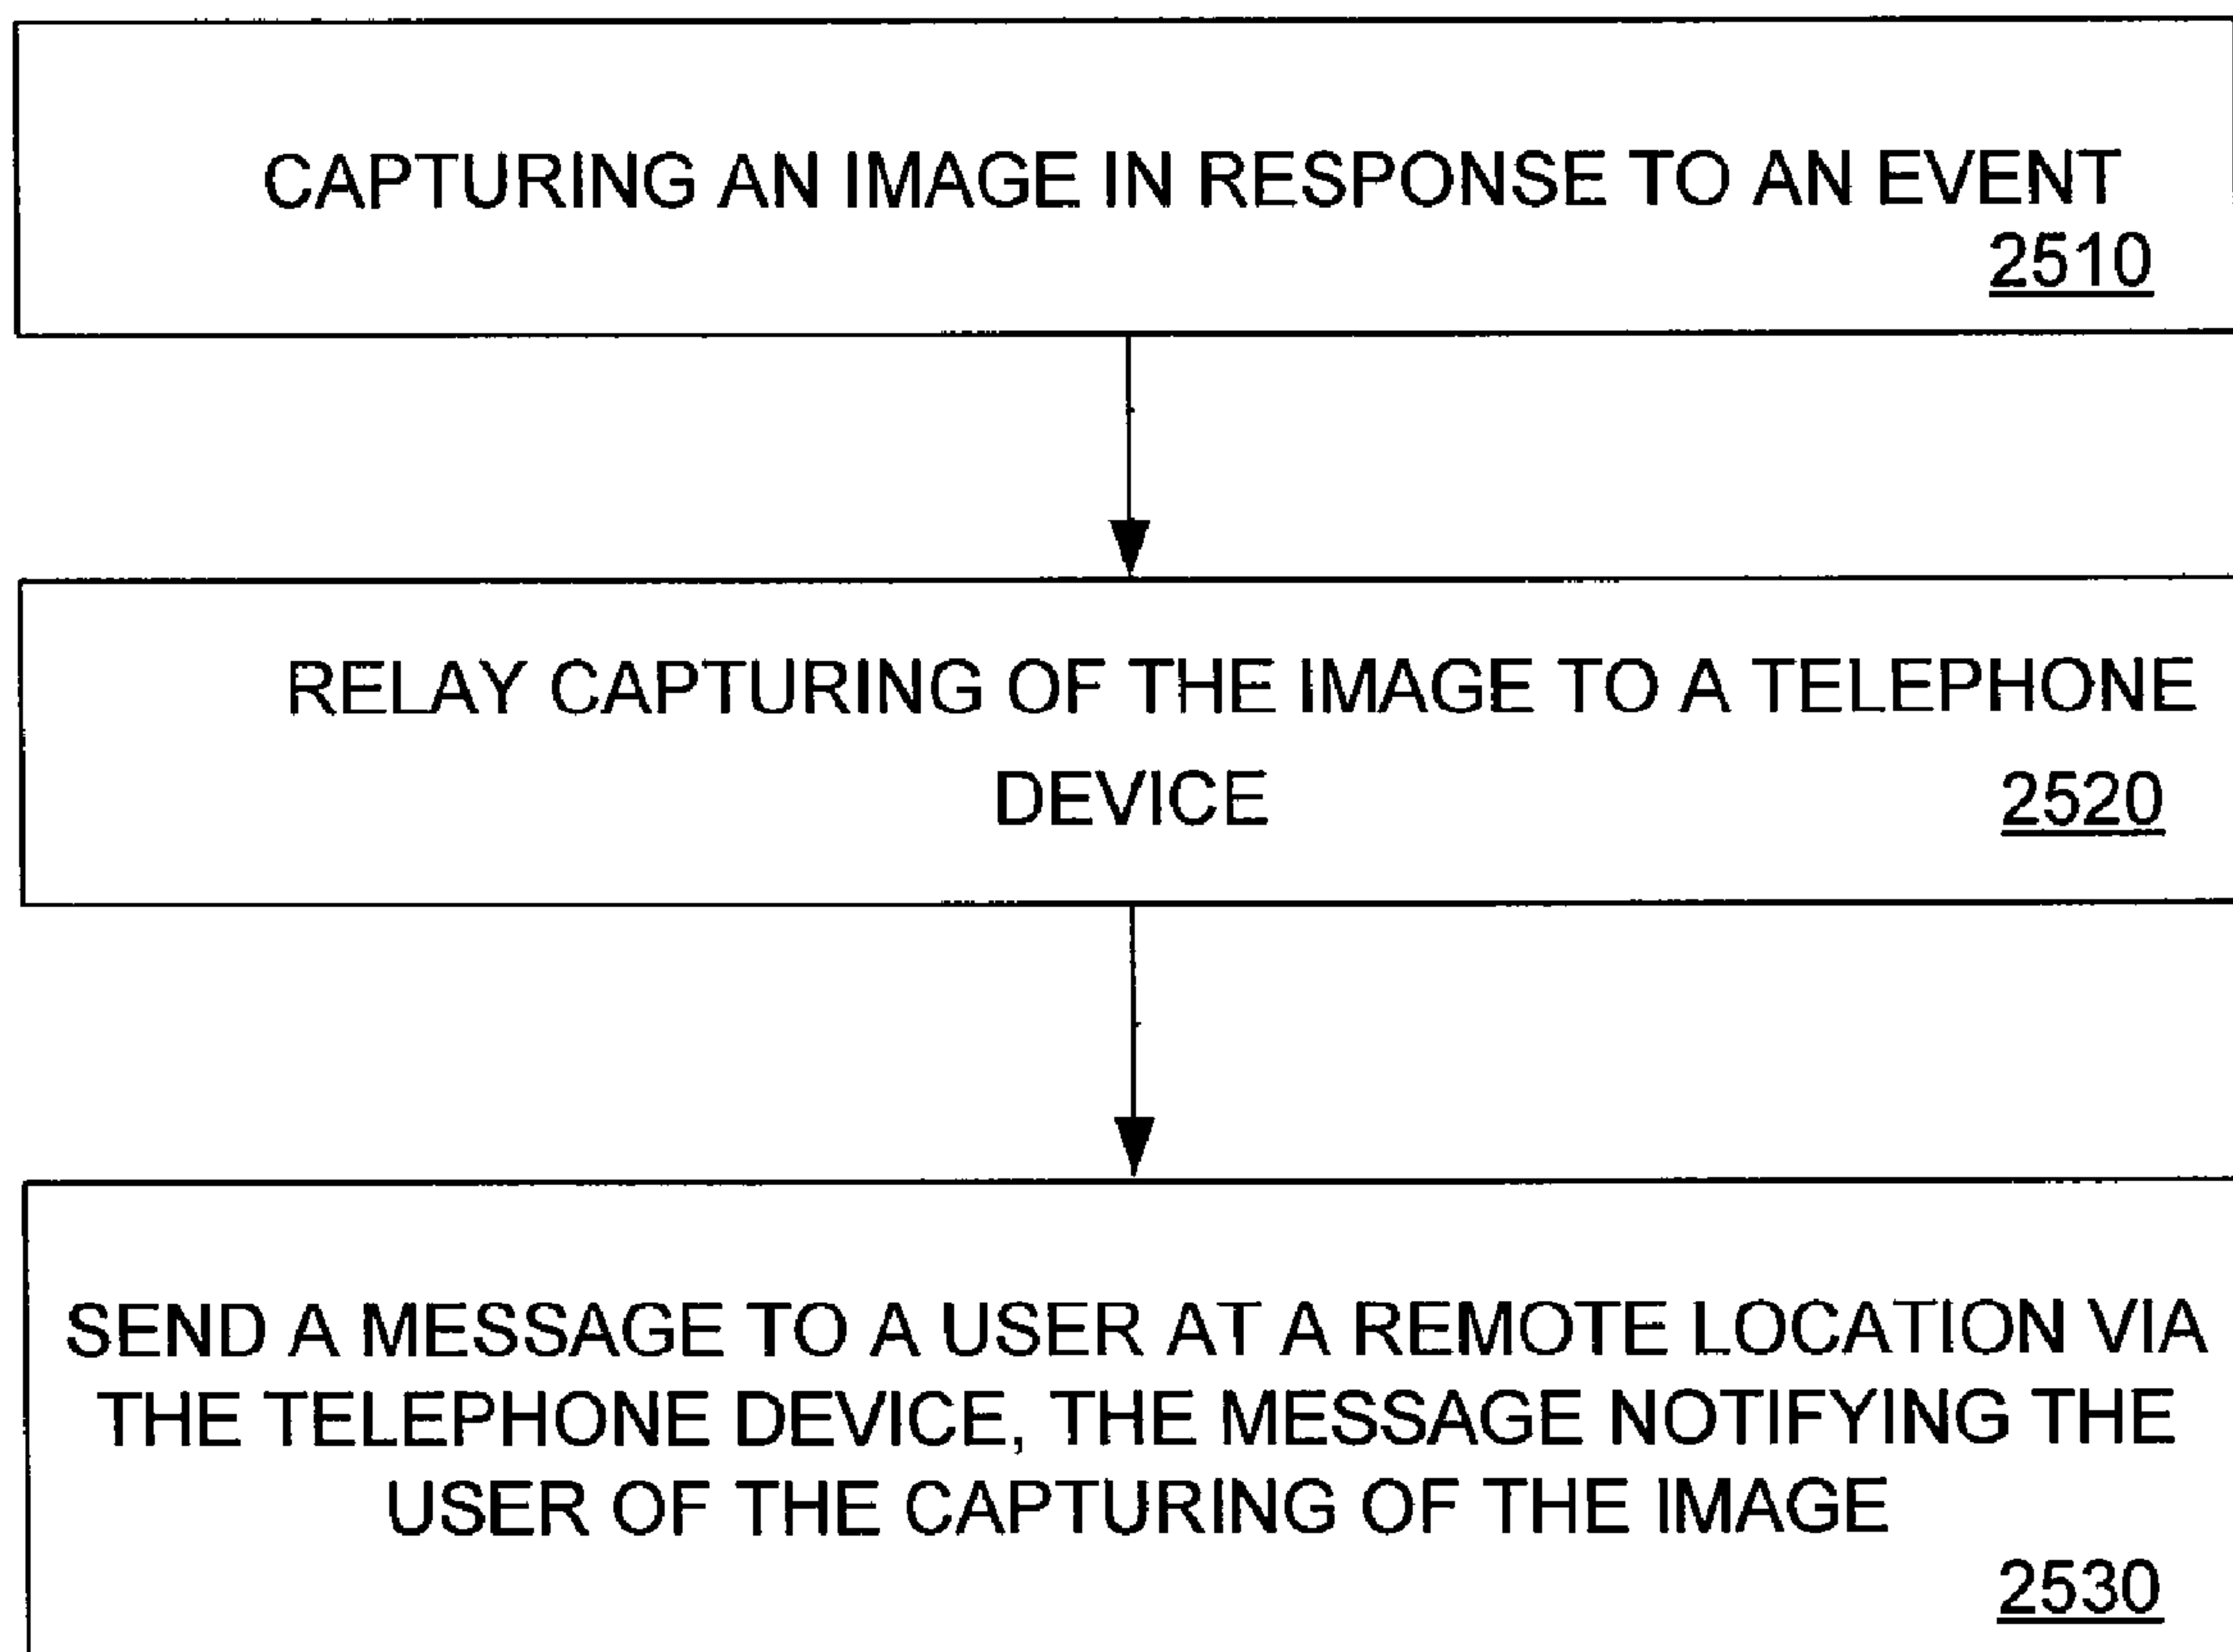 CAPTURING AN IMAGE IN RESPONSE TO AN EVENT
2510
RELAY CAPTURING OF THE IMAGE TO A TELEPHONE
DEVICE 2520
SEND A MESSAGE TO A USER AT A REMOTE LOCATION VIA
THE TELEPHONE DEVICE, THE MESSAGE NOTIFYING THE
USER OF THE CAPTURING OF THE IMAGE
2530